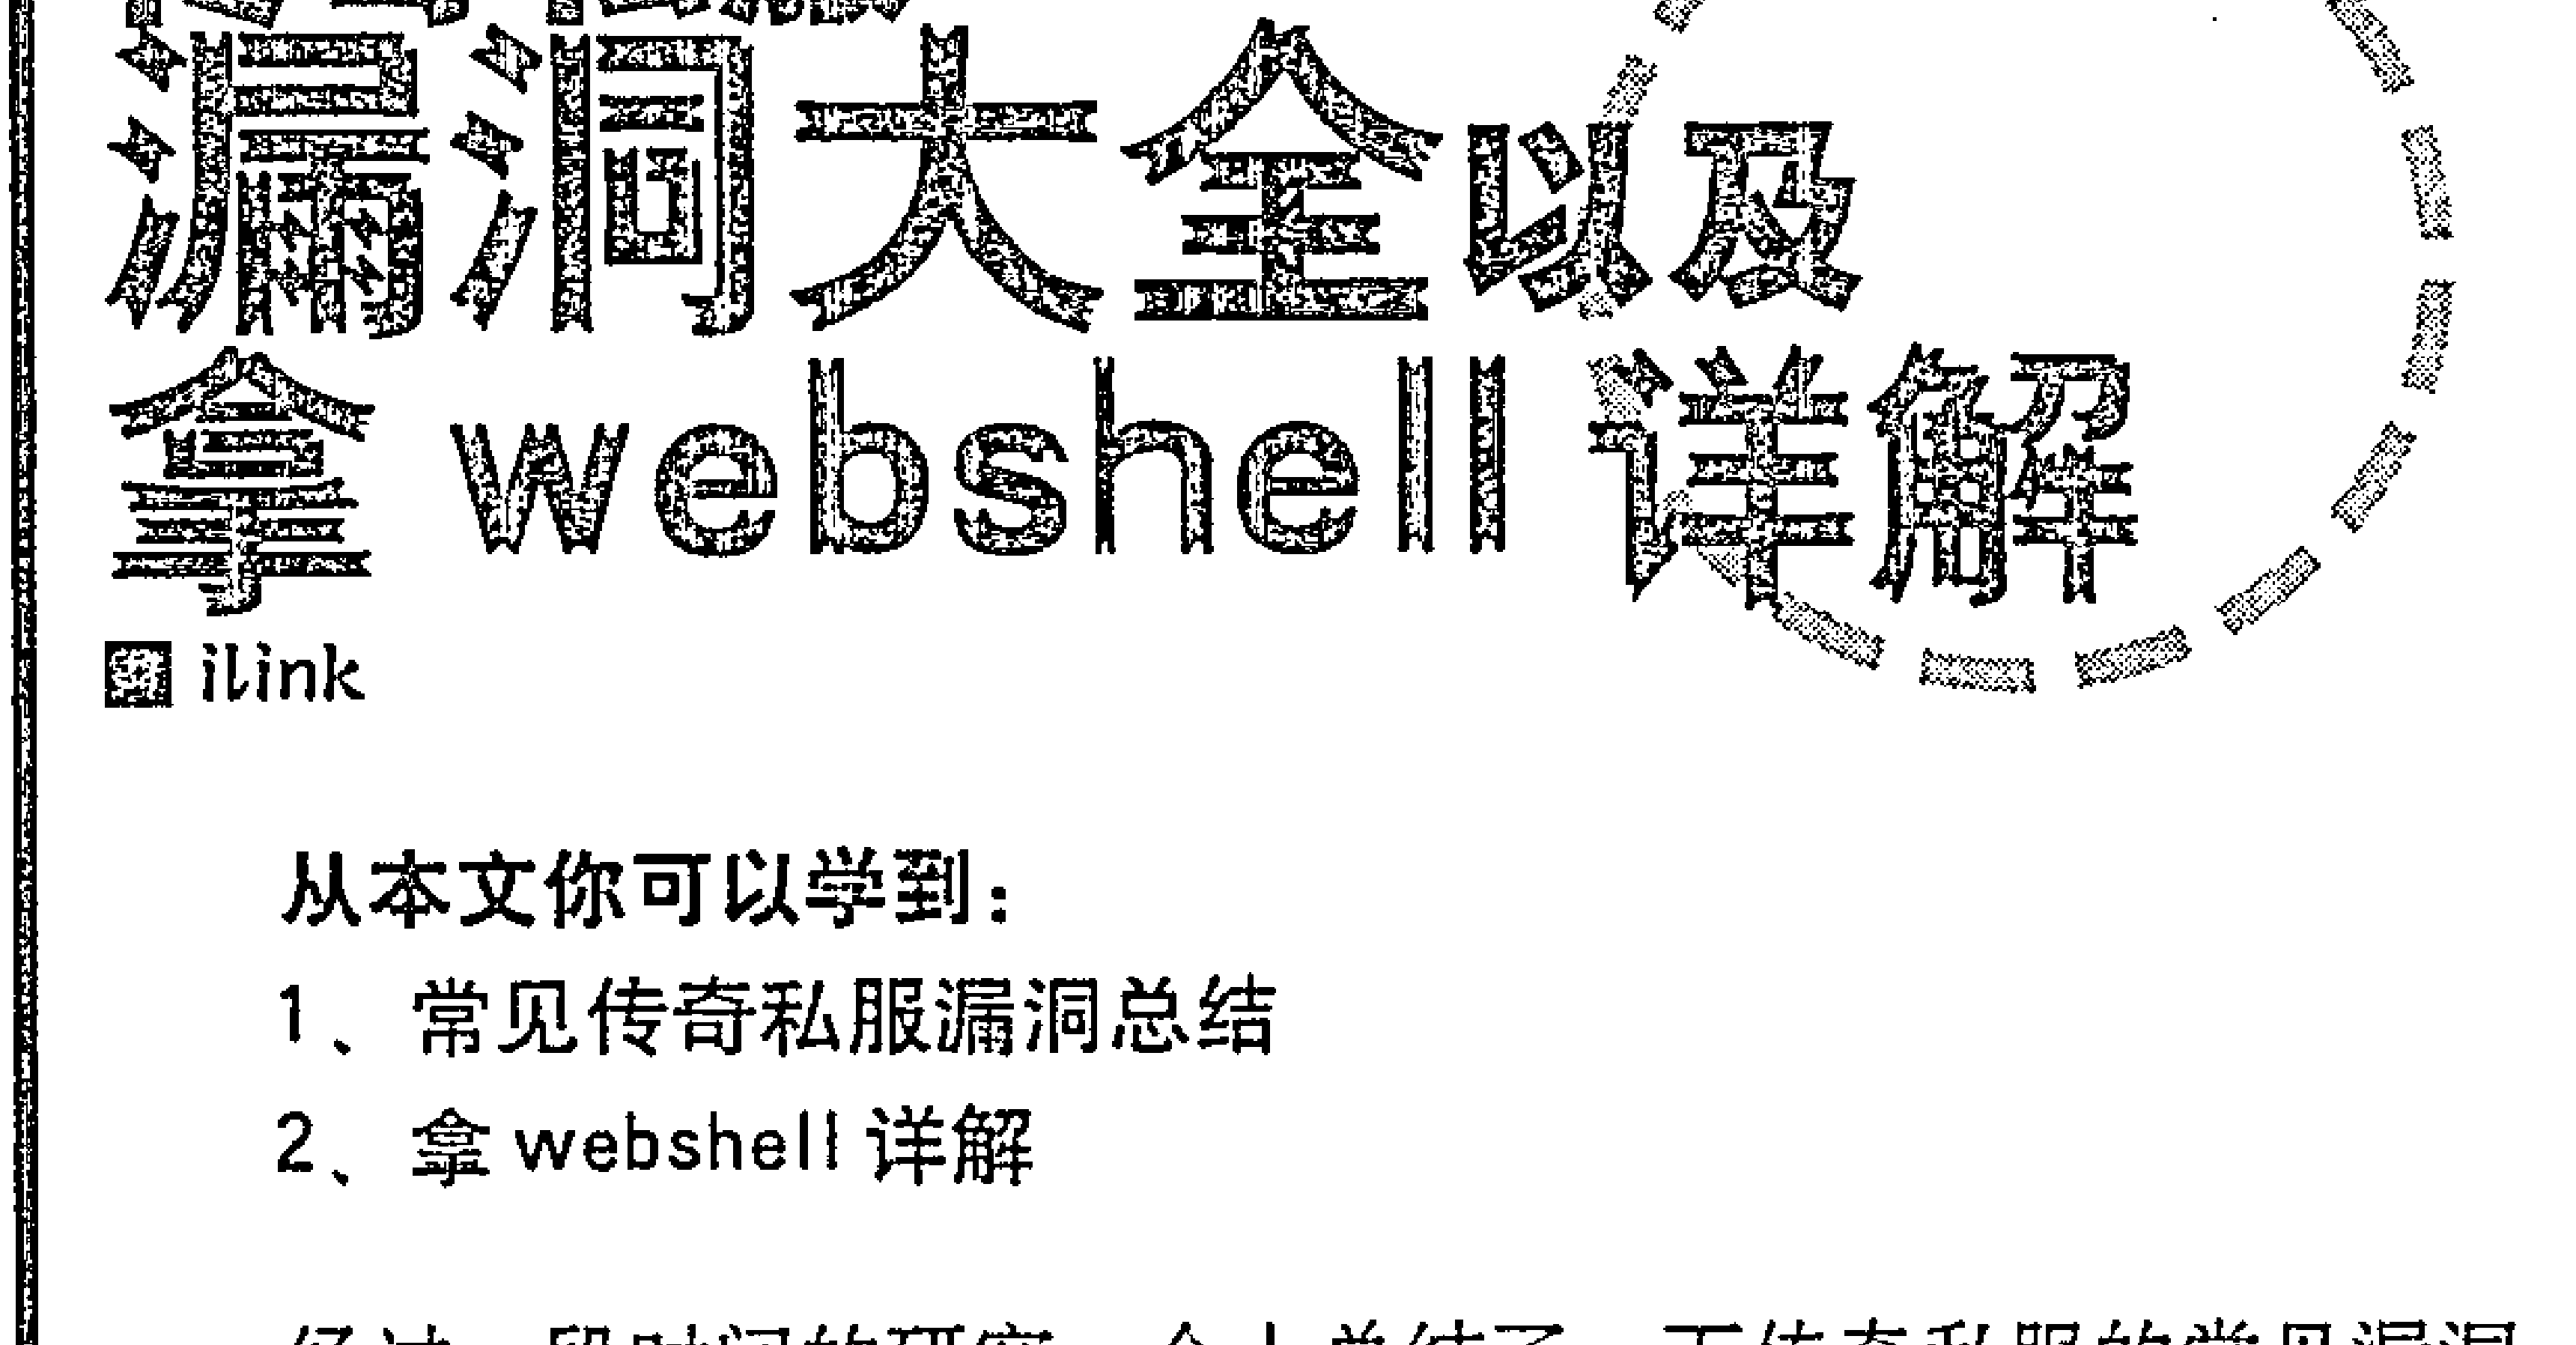 漏洞大全以及
拿 webshell 详解
ilink
从本文你可以学到：
1、常见传奇私服漏洞总结
2、拿 webshell 详解